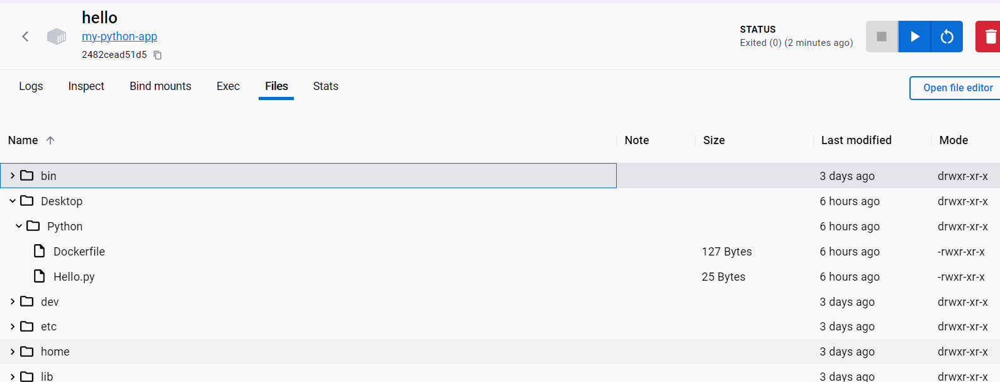 hello
my-python-app
2482cead51d5
STATUS
Exited (0) (2 minutes ago)
Logs Inspect Bind mounts Exec Files Stats
Open file editor
Name Note Size Last modified Mode
bin 3 days ago drwxr-xr-x
Desktop 6 hours ago drwxr-xr-x
Python 6 hours ago drwxr-xr-x
Dockerfile 127 Bytes 6 hours ago -rwxr-xr-x
Hello.py 25 Bytes 6 hours ago -rwxr-xr-x
dev 3 days ago drwxr-xr-x
etc 3 days ago drwxr-xr-x
home 3 days ago drwxr-xr-x
lib 3 days ago drwxr-xr-x